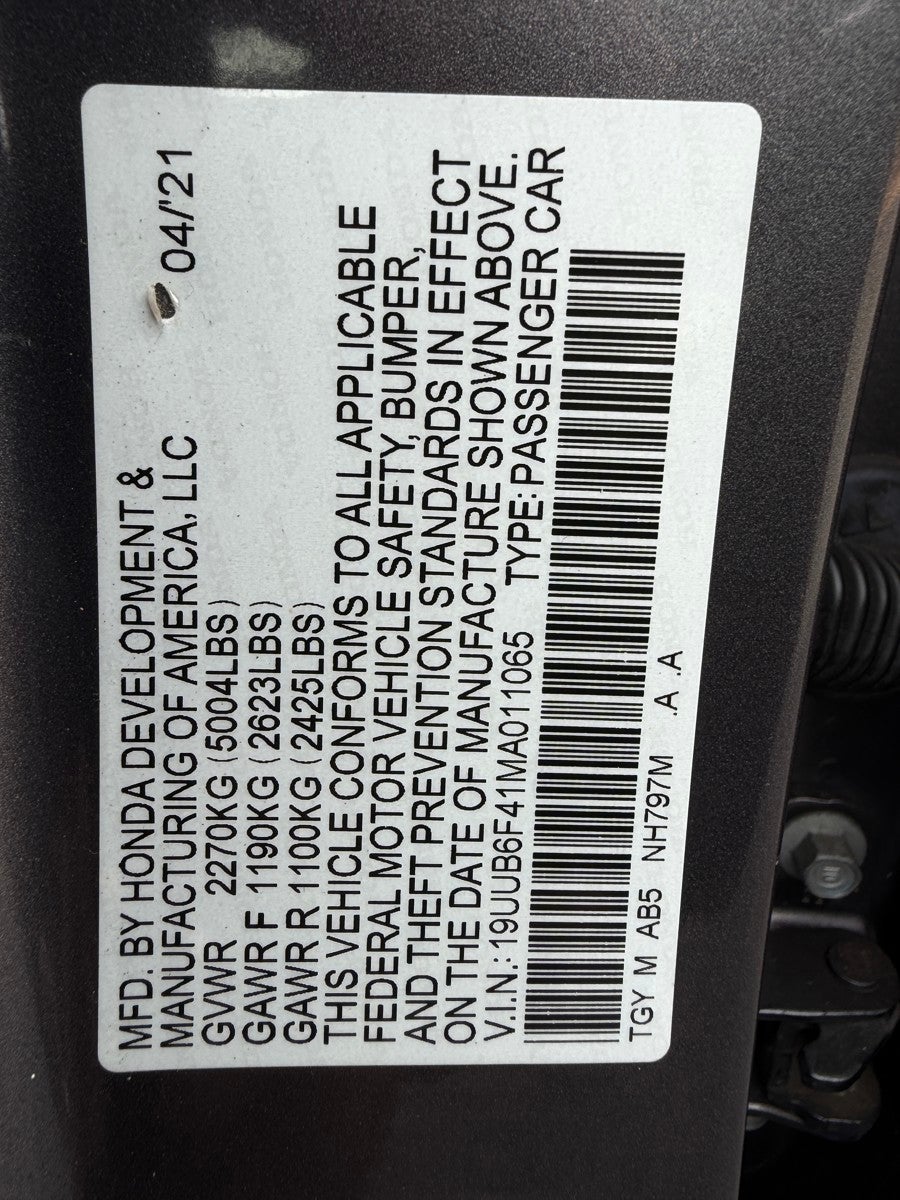 MFD. BY HONDA DEVELOPMENT &
MANUFACTURING OF AMERICA, LLC 04/'21
GVWR 2270KG (5004LBS)
GAWR F 1190KG (2623LBS)
GAWR R 1100KG (2425LBS)
THIS VEHICLE CONFORMS TO ALL APPLICABLE
FEDERAL MOTOR VEHICLE SAFETY, BUMPER,
AND THEFT PREVENTION STANDARDS IN EFFECT
ON THE DATE OF MANUFACTURE SHOWN ABOVE.
V.I.N.:19UUB6F41MA011065 TYPE:PASSENGER CAR
TGY M AB5 NH797M .A .A